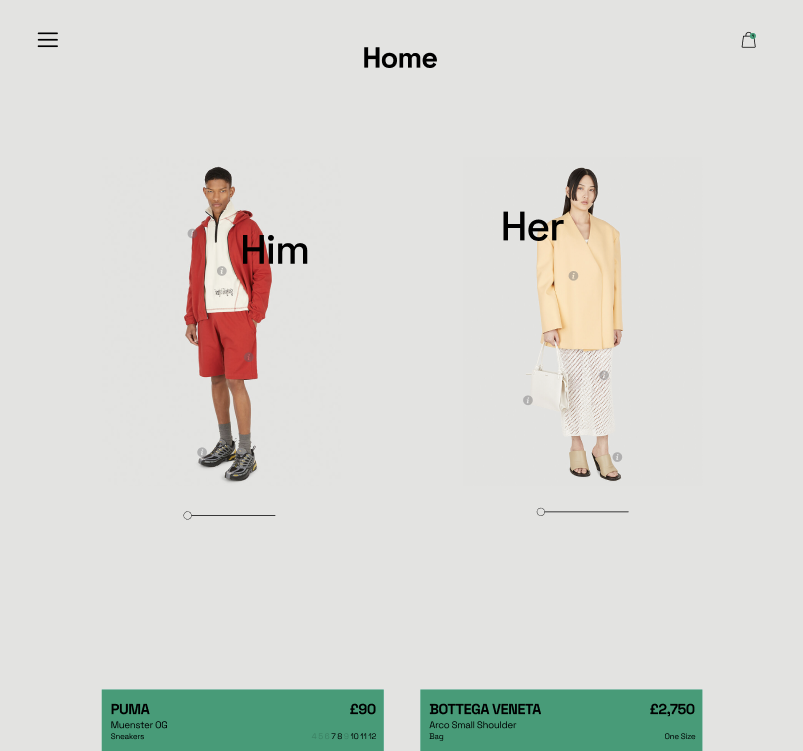 Home
Him
Her
PUMA £90
Muenster OG
Sneakers 4 5 6 7 8 9 10 11 12
BOTTEGA VENETA £2,750
Arco Small Shoulder
Bag One Size